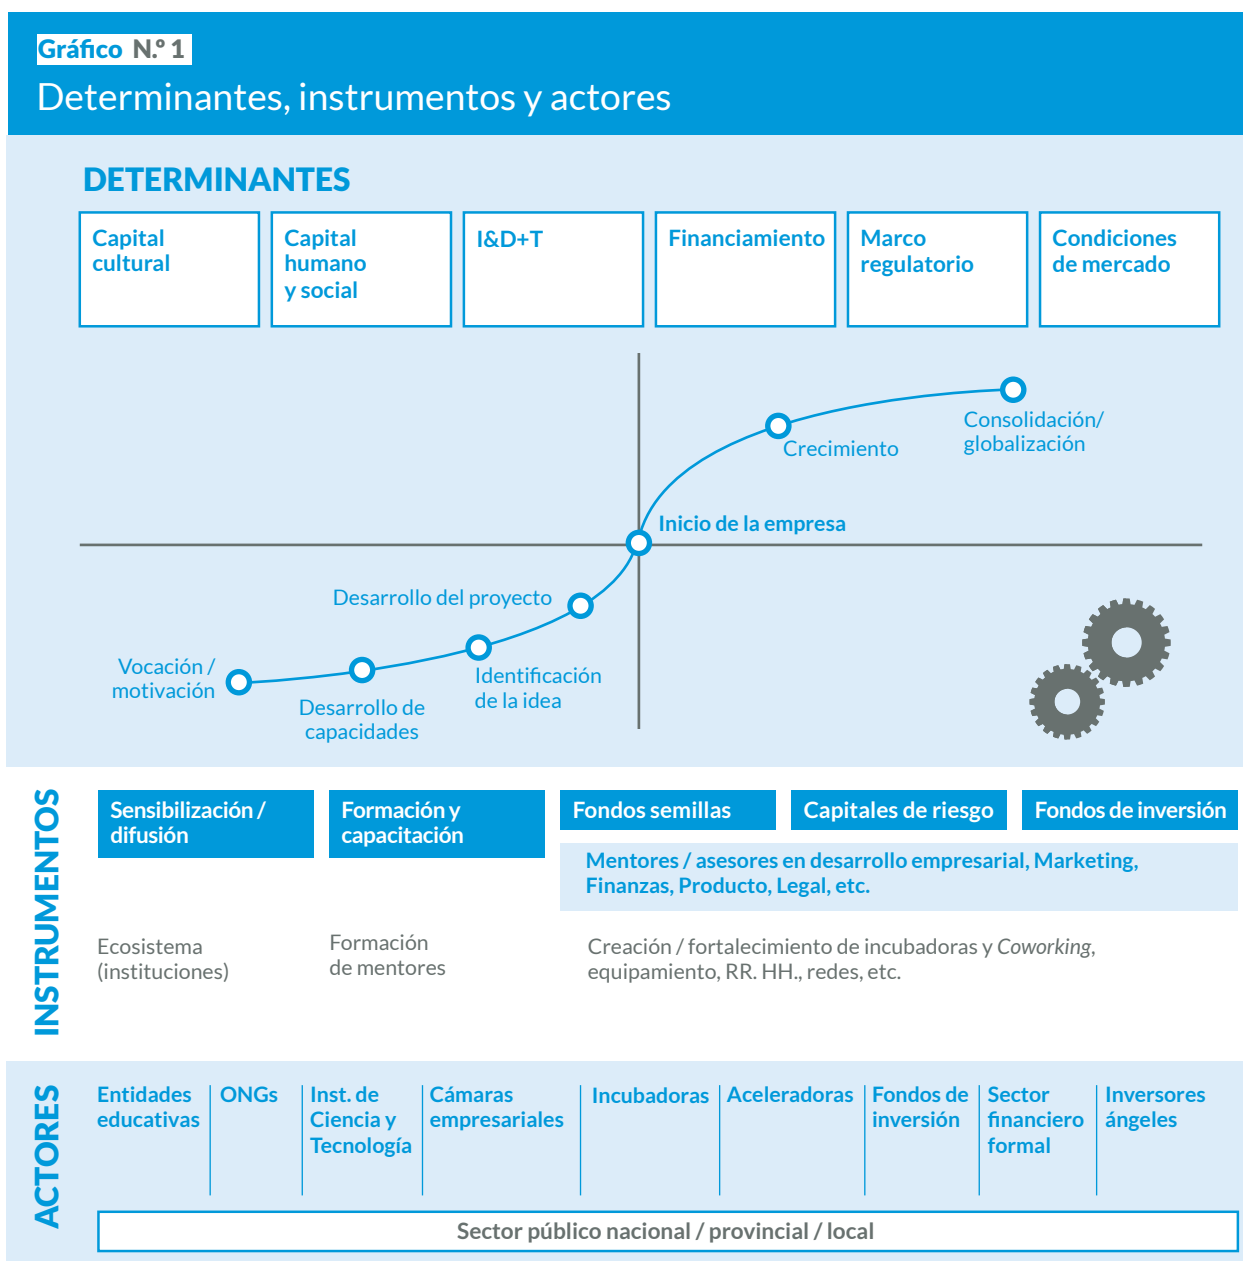 Gráfico N.º 1
Determinantes, instrumentos y actores
DETERMINANTES
Capital
cultural
Capital
humano
y social
I&D+T
Financiamiento
Marco
regulatorio
Condiciones
de mercado
Consolidación/
globalización
Crecimiento
Inicio de la empresa
Desarrollo del proyecto
Vocación /
motivación
Identificación
de la idea
Desarrollo de
capacidades
INSTRUMENTOS
Sensibilización /
difusión
Formación y
capacitación
Fondos semillas
Capitales de riesgo
Fondos de inversión
Mentores / asesores en desarrollo empresarial, Marketing,
Finanzas, Producto, Legal, etc.
Ecosistema
(instituciones)
Formación
de mentores
Creación / fortalecimiento de incubadoras y Coworking,
equipamiento, RR. HH., redes, etc.
ACTORES
Entidades
educativas
ONGs
Inst. de
Ciencia y
Tecnología
Cámaras
empresariales
Incubadoras
Aceleradoras
Fondos de
inversión
Sector
financiero
formal
Inversores
ángeles
Sector público nacional / provincial / local